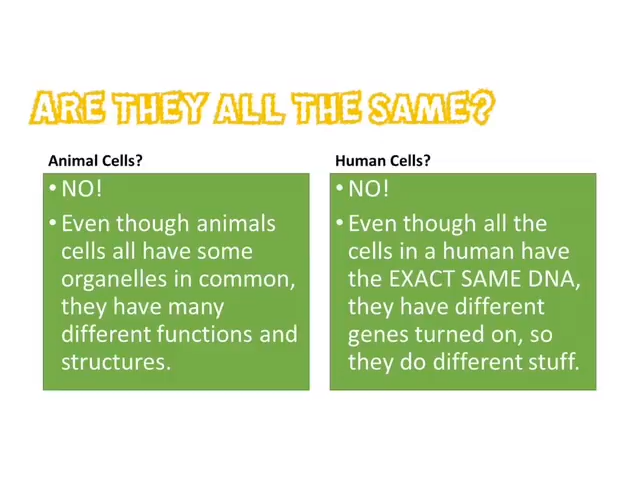 ARE THEY ALL THE SAME?
Animal Cells?
• NO!
• Even though animals
cells all have some
organelles in common,
they have many
different functions and
structures.
Human Cells?
• NO!
• Even though all the
cells in a human have
the EXACT SAME DNA,
they have different
genes turned on, so
they do different stuff.